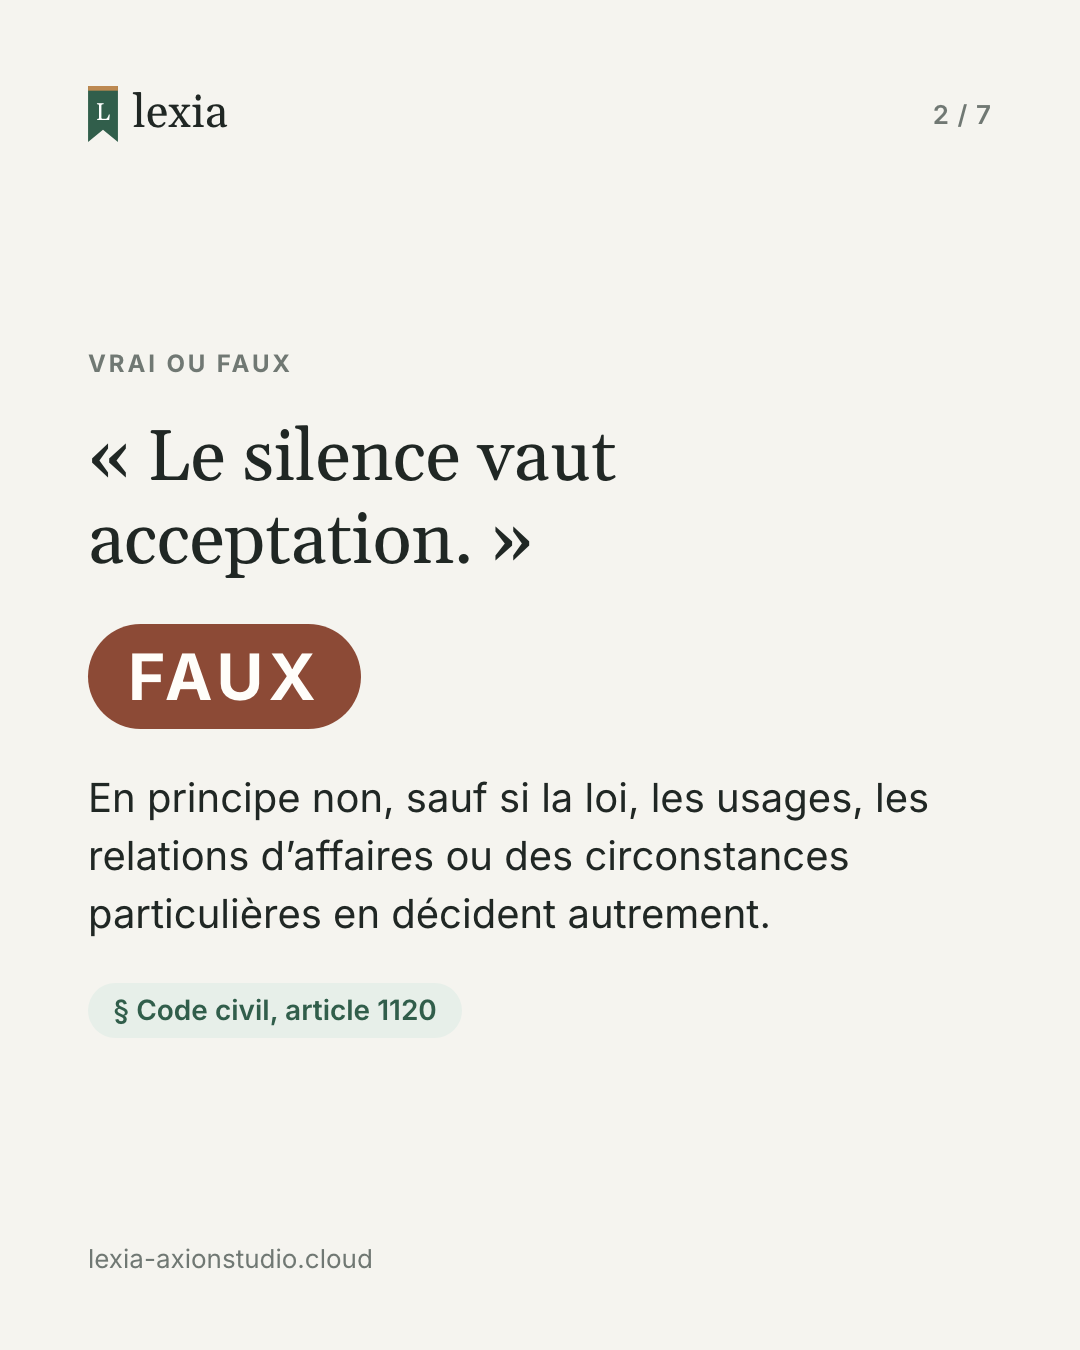 L lexia
2 / 7
VRAI OU FAUX
« Le silence vaut
acceptation. »
FAUX
En principe non, sauf si la loi, les usages, les
relations d’affaires ou des circonstances
particulières en décident autrement.
§ Code civil, article 1120
lexia-axionstudio.cloud